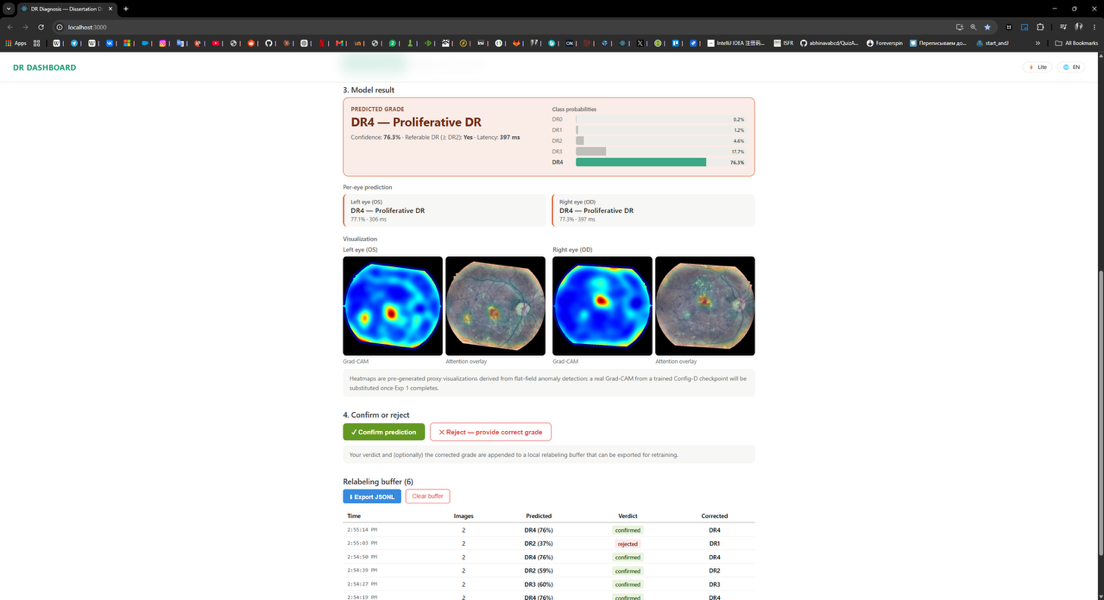 DR Diagnosis — Dissertation D
localhost:3000
Apps
IntelliJ IDEA 注册码...
ISFR
abhinavabcd/QuizA...
Foreverspin
Переписываем до...
start_andJ
All Bookmarks
DR DASHBOARD
Lite
EN
3. Model result
PREDICTED GRADE
DR4 — Proliferative DR
Confidence: 76.3% · Referable DR (≥ DR2): Yes · Latency: 397 ms
Class probabilities
DR0 0.2%
DR1 1.2%
DR2 4.6%
DR3 17.7%
DR4 76.3%
Per-eye prediction
Left eye (OS)
DR4 — Proliferative DR
77.1% · 306 ms
Right eye (OD)
DR4 — Proliferative DR
77.3% · 397 ms
Visualization
Left eye (OS)
Right eye (OD)
Grad-CAM
Attention overlay
Grad-CAM
Attention overlay
Heatmaps are pre-generated proxy visualizations derived from flat-field anomaly detection: a real Grad-CAM from a trained Config-D checkpoint will be
substituted once Exp 1 completes.
4. Confirm or reject
✓ Confirm prediction
✕ Reject — provide correct grade
Your verdict and (optionally) the corrected grade are appended to a local relabeling buffer that can be exported for retraining.
Relabeling buffer (6)
⬇ Export JSONL
Clear buffer
Time Images Predicted Verdict Corrected
2:55:14 PM 2 DR4 (76%) confirmed DR4
2:55:03 PM 2 DR2 (37%) rejected DR1
2:54:50 PM 2 DR4 (76%) confirmed DR4
2:54:39 PM 2 DR2 (59%) confirmed DR2
2:54:27 PM 2 DR3 (60%) confirmed DR3
2:54:19 PM 2 DR4 (76%) confirmed DR4